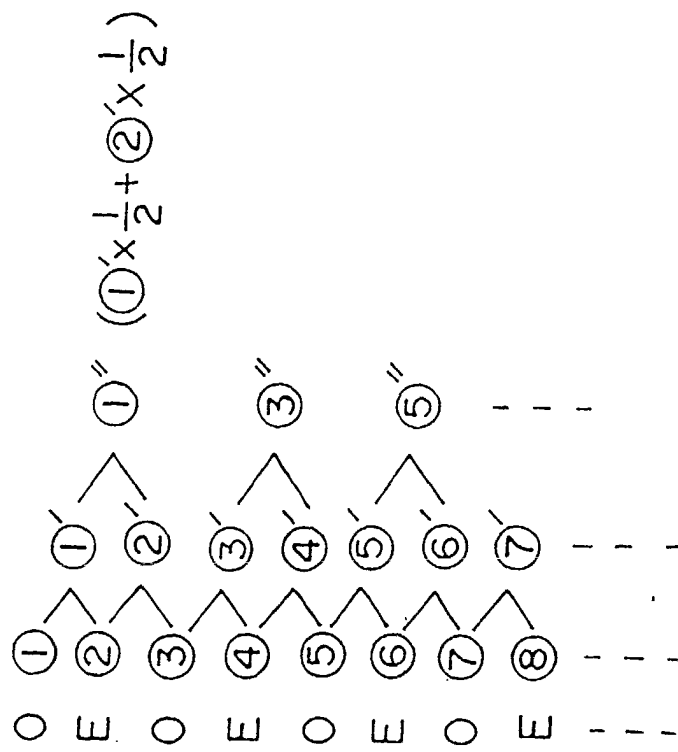 O ①
①′
E ②
①″ (①′×1/2+②′×1/2)
②′
O ③
③′
E ④
③″
④′
O ⑤
⑤′
E ⑥
⑤″
⑥′
O ⑦
⑦′
E ⑧